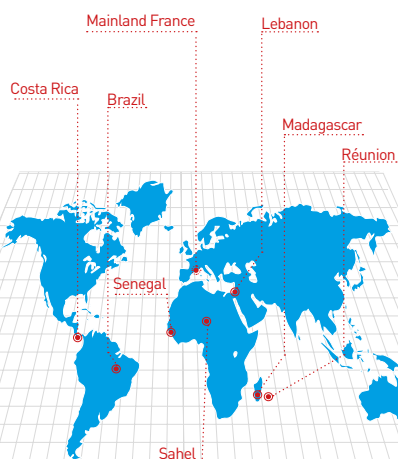 Mainland France
Lebanon
Costa Rica
Brazil
Madagascar
Réunion
Senegal
Sahel